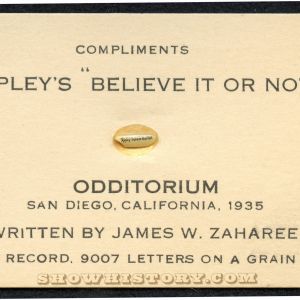 COMPLIMENTS
PLEY'S "BELIEVE IT OR NO
ODDITORIUM
SAN DIEGO, CALIFORNIA, 1935
WRITTEN BY JAMES W. ZAHAREE
RECORD, 9007 LETTERS ON A GRAIN
SHOWHISTORY.COM